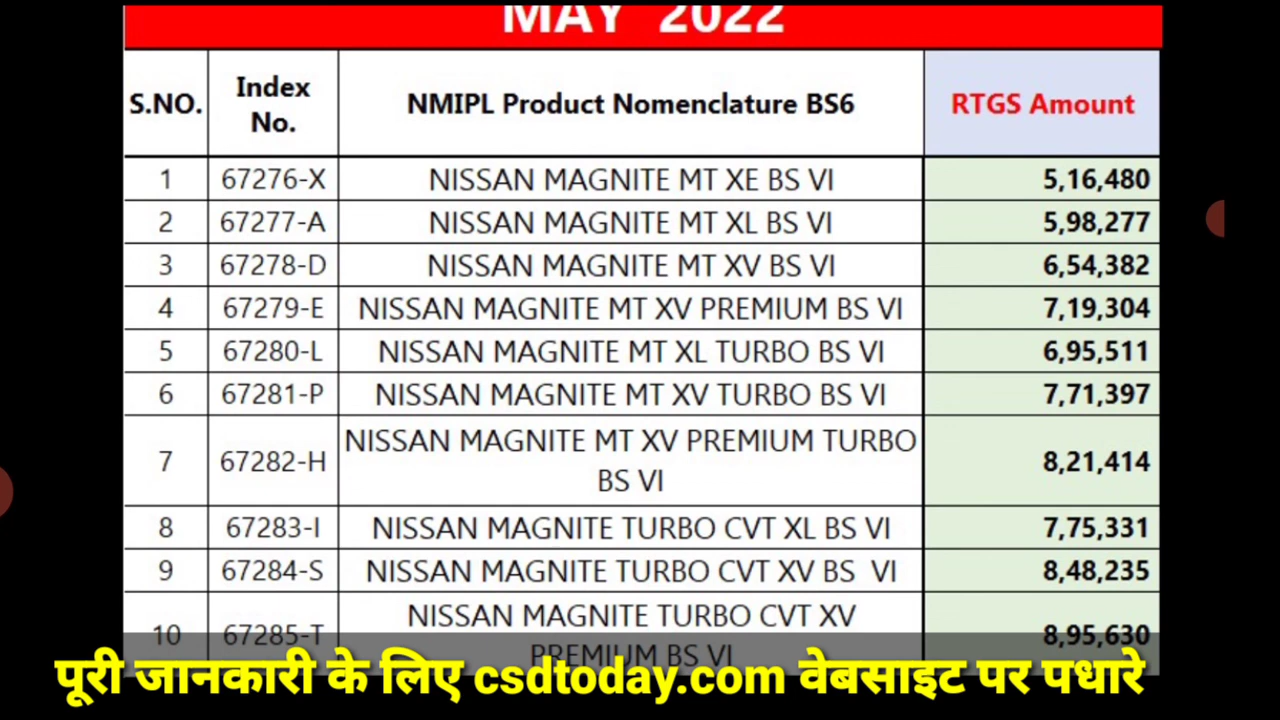 MAY 2022
S.NO. Index No. NMIPL Product Nomenclature BS6 RTGS Amount
1 67276-X NISSAN MAGNITE MT XE BS VI 5,16,480
2 67277-A NISSAN MAGNITE MT XL BS VI 5,98,277
3 67278-D NISSAN MAGNITE MT XV BS VI 6,54,382
4 67279-E NISSAN MAGNITE MT XV PREMIUM BS VI 7,19,304
5 67280-L NISSAN MAGNITE MT XL TURBO BS VI 6,95,511
6 67281-P NISSAN MAGNITE MT XV TURBO BS VI 7,71,397
7 67282-H NISSAN MAGNITE MT XV PREMIUM TURBO BS VI 8,21,414
8 67283-I NISSAN MAGNITE TURBO CVT XL BS VI 7,75,331
9 67284-S NISSAN MAGNITE TURBO CVT XV BS VI 8,48,235
10 67285-T NISSAN MAGNITE TURBO CVT XV PREMIUM BS VI 8,95,630
पूरी जानकारी के लिए csdtoday.com वेबसाइट पर पधारे